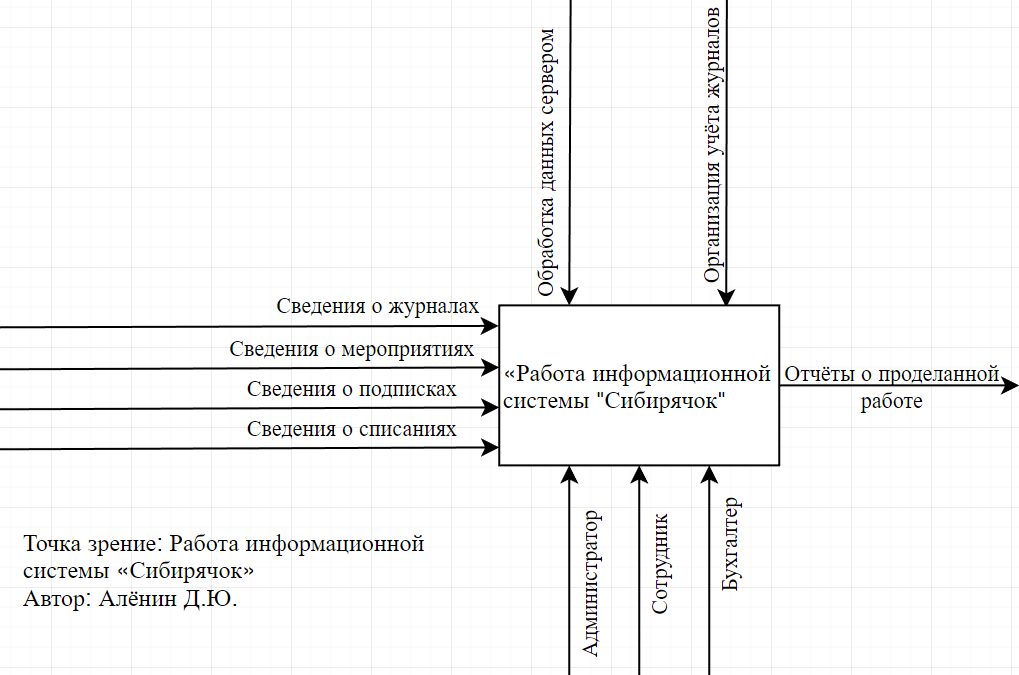 Обработка данных сервером
Организация учёта журналов
Сведения о журналах
Сведения о мероприятиях
Сведения о подписках
Сведения о списаниях
«Работа информационной
системы "Сибирячок"
Отчёты о проделанной
работе
Администратор
Сотрудник
Бухгалтер
Точка зрение: Работа информационной
системы «Сибирячок»
Автор: Алёнин Д.Ю.